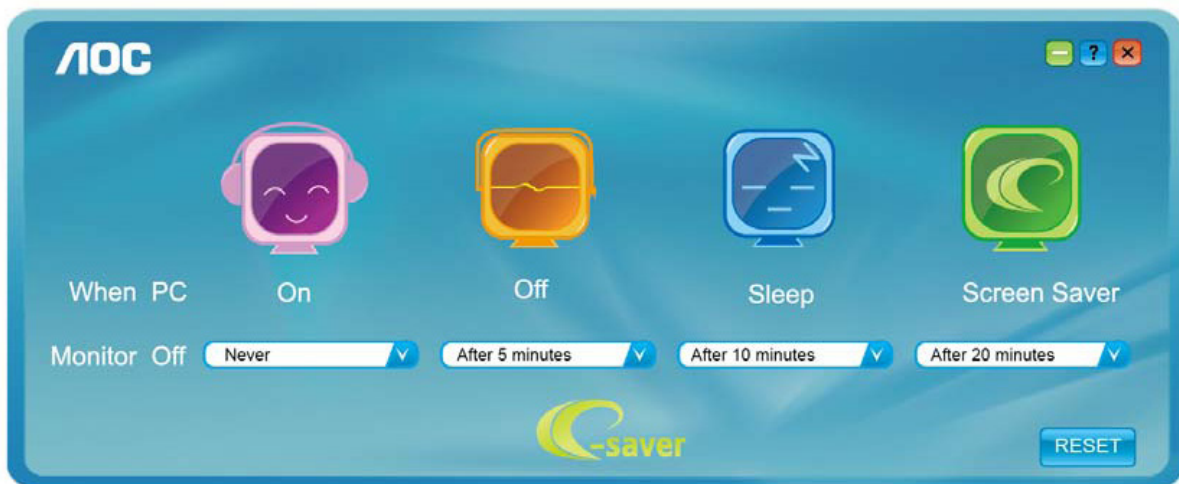 AOC
?
When PC On Off Sleep Screen Saver
Monitor Off Never After 5 minutes After 10 minutes After 20 minutes
e-saver
RESET